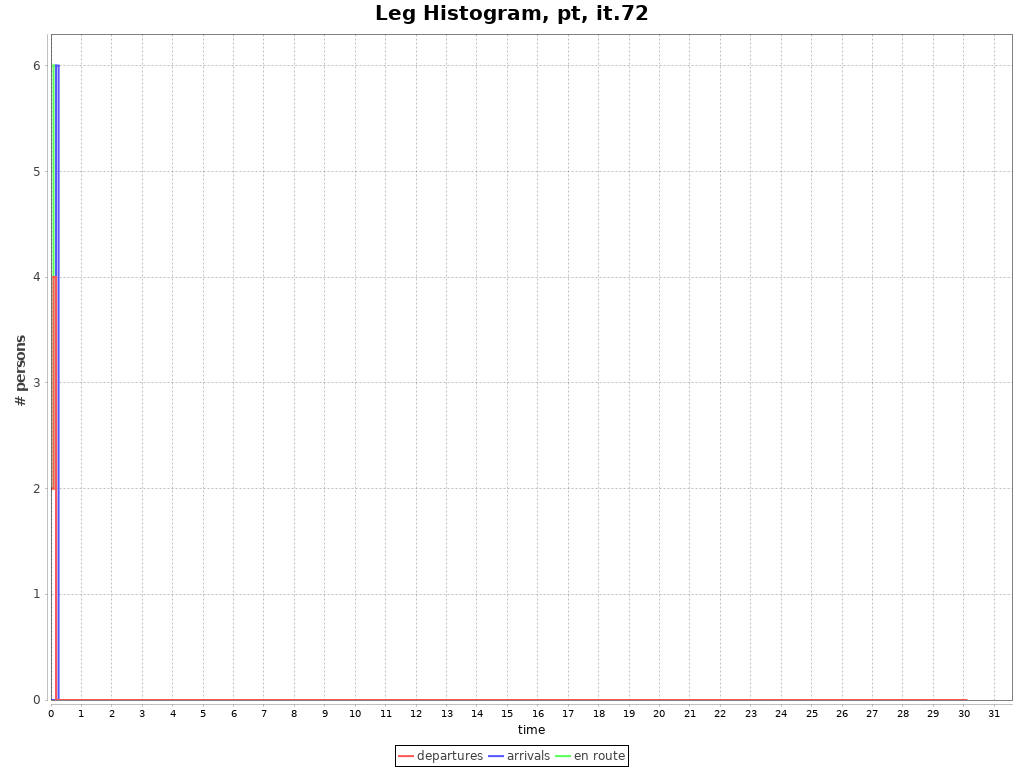 Leg Histogram, pt, it.72
# persons
6
5
4
3
2
1
0
0 1 2 3 4 5 6 7 8 9 10 11 12 13 14 15 16 17 18 19 20 21 22 23 24 25 26 27 28 29 30 31
time
departures arrivals en route